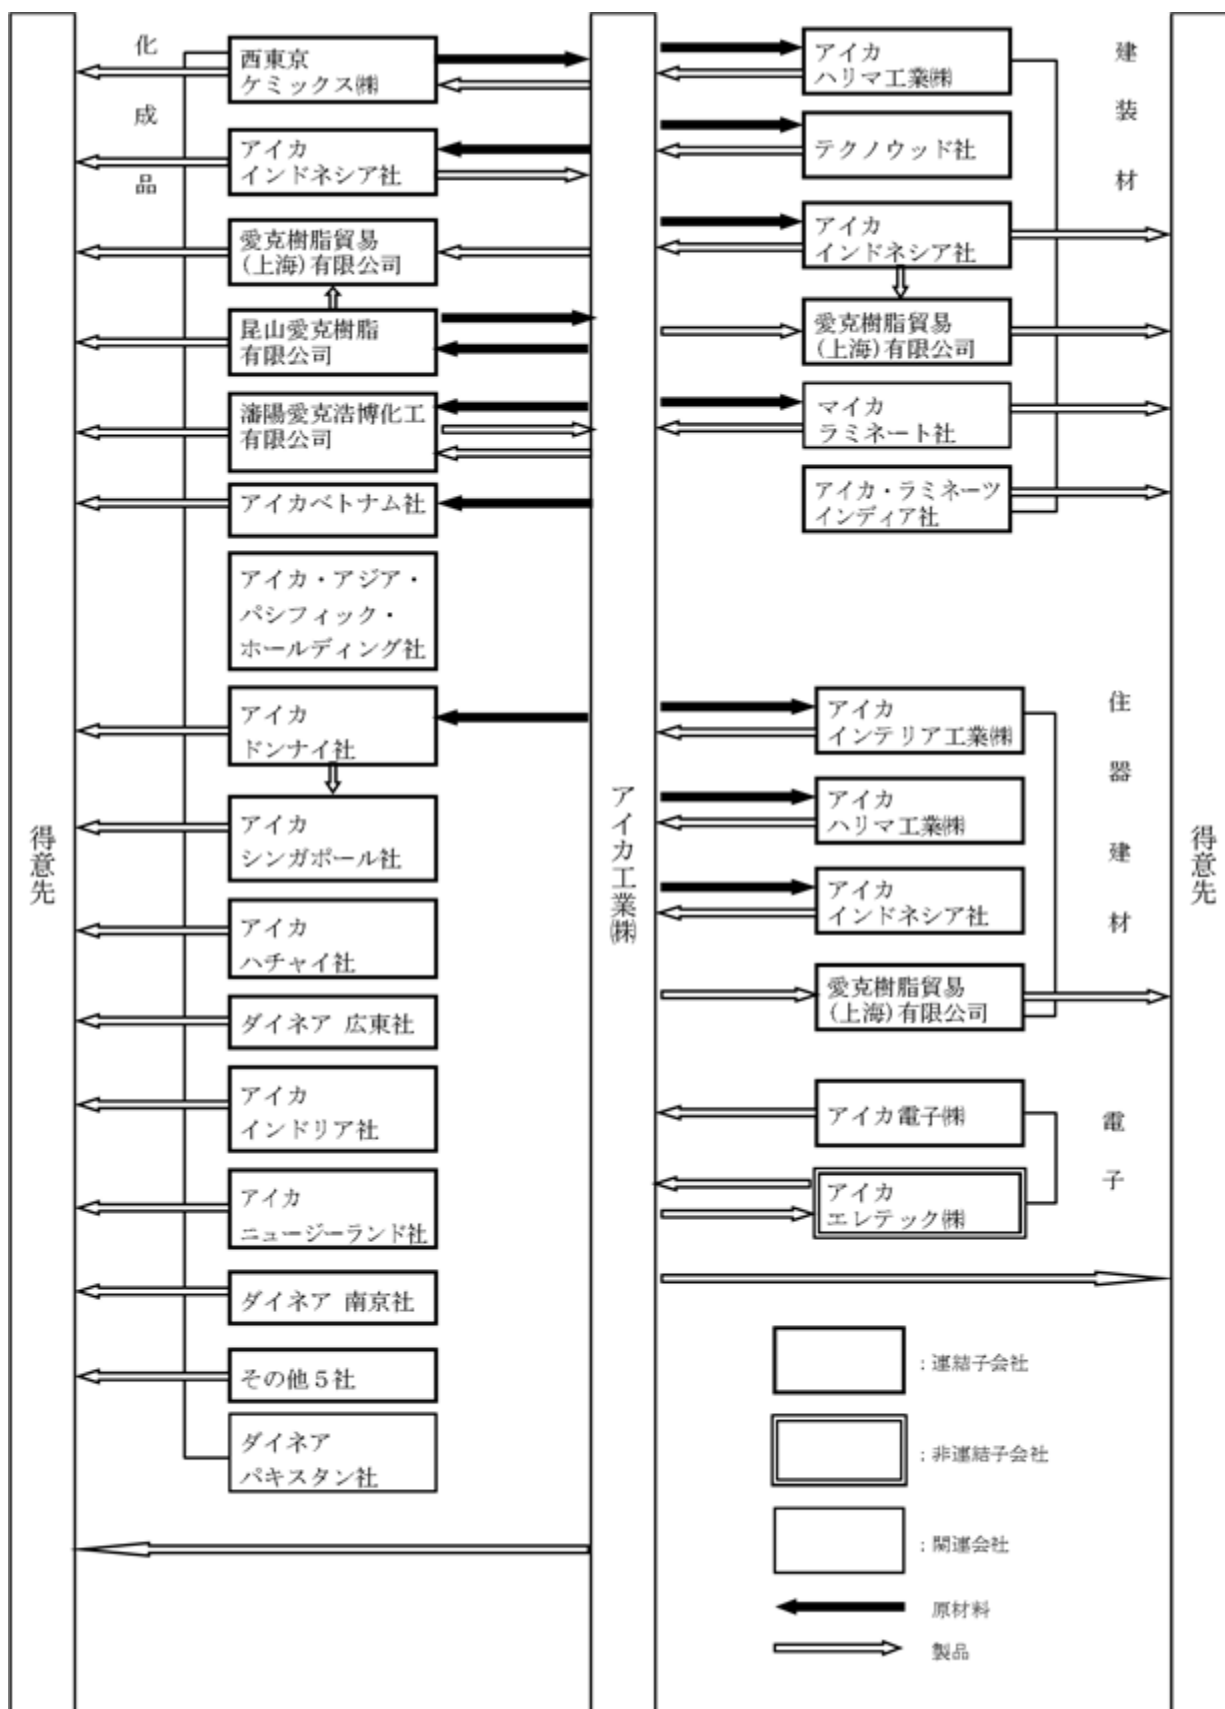 得意先
化成品
西東京
ケミックス㈱
アイカ
インドネシア社
愛克樹脂貿易
(上海)有限公司
昆山愛克樹脂
有限公司
瀋陽愛克浩博化工
有限公司
アイカベトナム社
アイカ・アジア・
パシフィック・
ホールディング社
アイカ
ドンナイ社
アイカ
シンガポール社
アイカ
ハチャイ社
ダイネア 広東社
アイカ
インドリア社
アイカ
ニュージーランド社
ダイネア 南京社
その他５社
ダイネア
パキスタン社
アイカ工業㈱
建装材
アイカ
ハリマ工業㈱
テクノウッド社
アイカ
インドネシア社
愛克樹脂貿易
(上海)有限公司
マイカ
ラミネート社
アイカ・ラミネーツ
インディア社
住器建材
アイカ
インテリア工業㈱
アイカ
ハリマ工業㈱
アイカ
インドネシア社
愛克樹脂貿易
(上海)有限公司
電子
アイカ電子㈱
アイカ
エレテック㈱
：連結子会社
：非連結子会社
：関連会社
原材料
製品
得意先